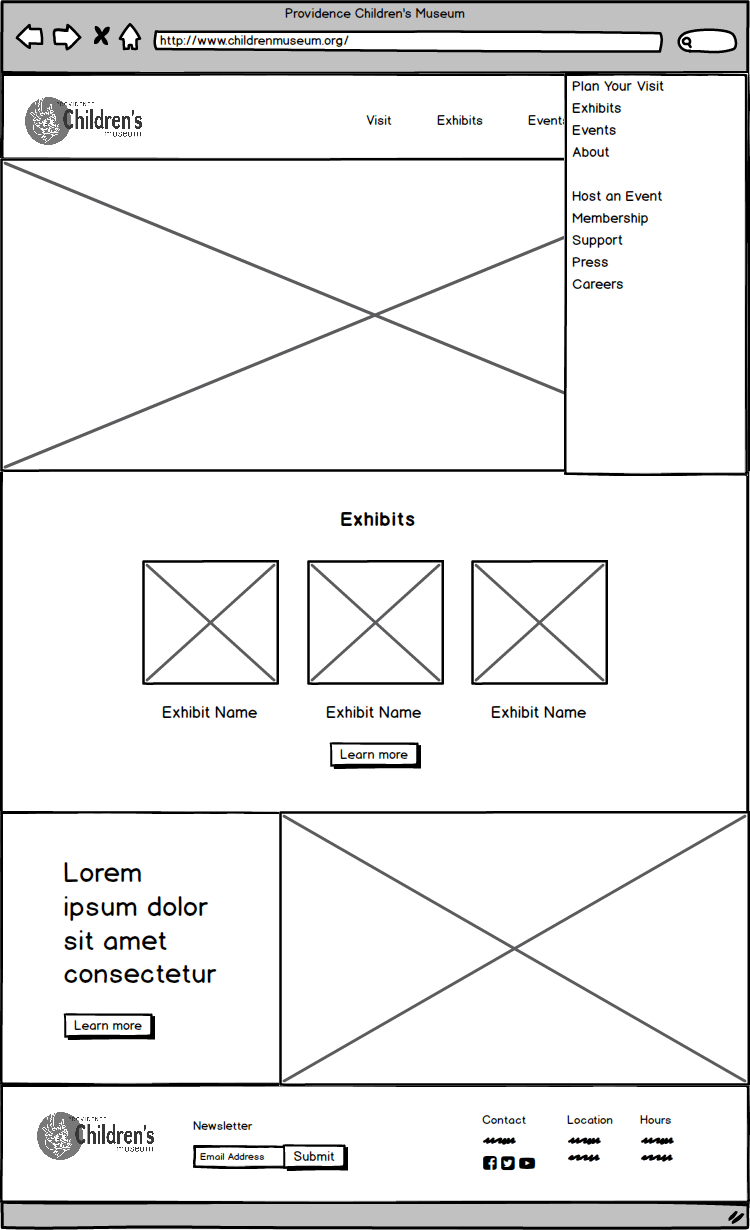 Providence Children's Museum
http://www.childrenmuseum.org/
PROVIDENCE
Children's
museum
Visit
Exhibits
Events
Plan Your Visit
Exhibits
Events
About
Host an Event
Membership
Support
Press
Careers
Exhibits
Exhibit Name
Exhibit Name
Exhibit Name
Learn more
Lorem
ipsum dolor
sit amet
consectetur
Learn more
PROVIDENCE
Children's
museum
Newsletter
Email Address
Submit
Contact
Location
Hours